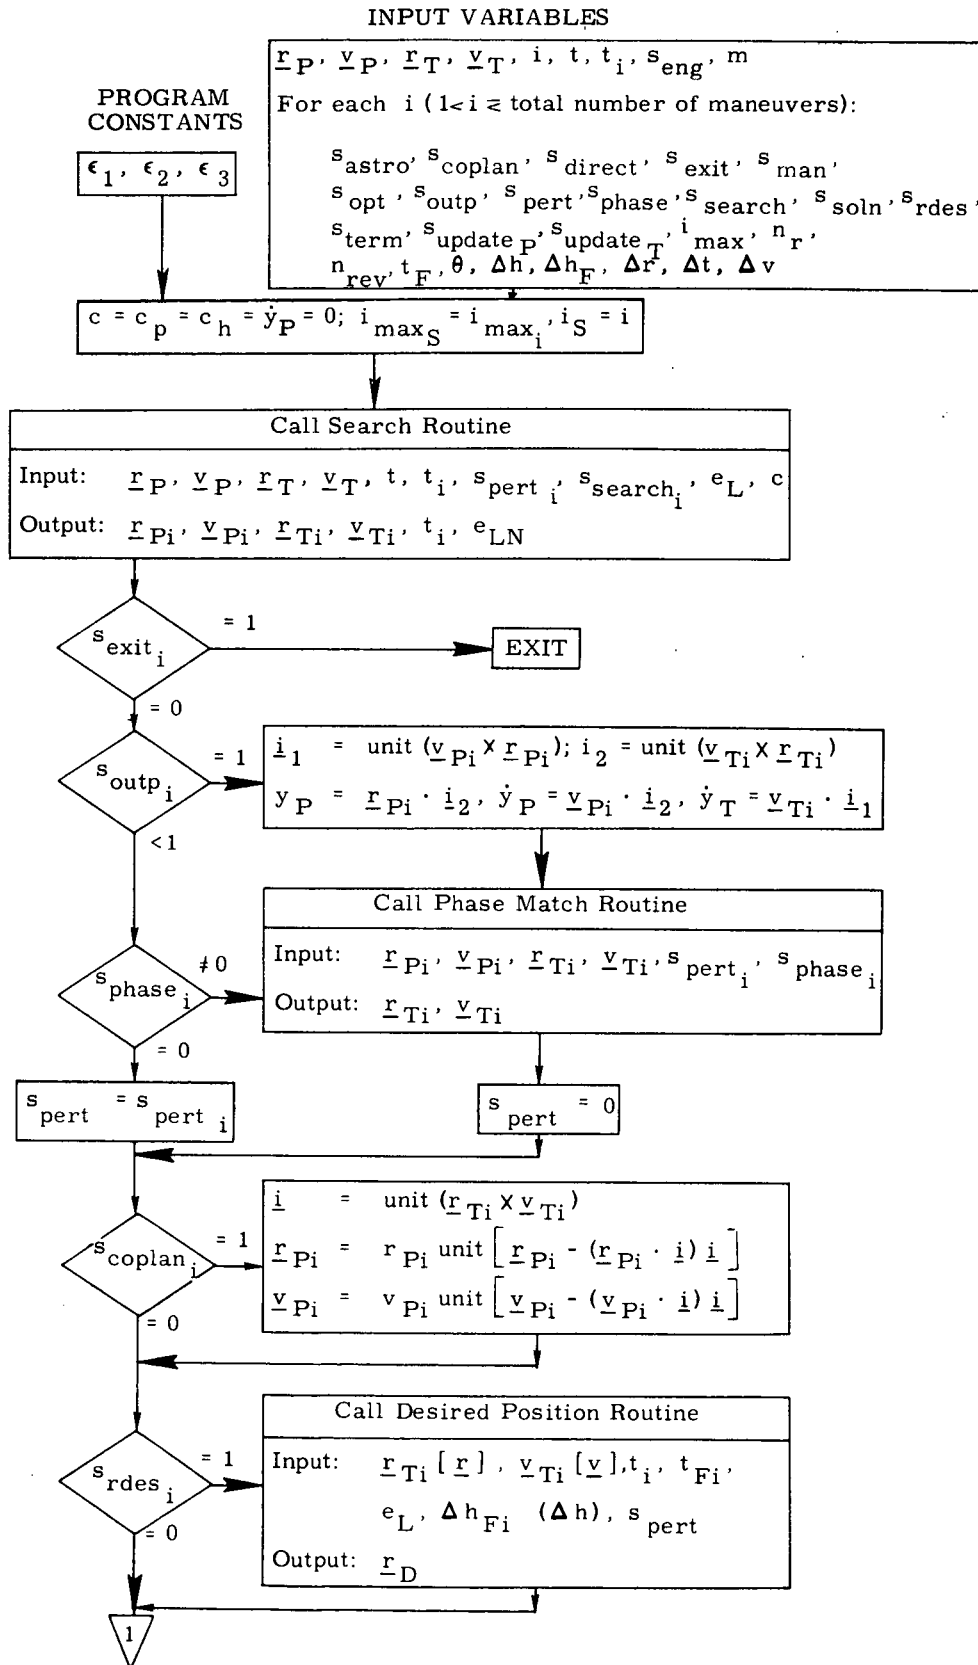 INPUT VARIABLES
r_P, v_P, r_T, v_T, i, t, t_i, s_eng, m
For each i (1< i ⪙ total number of maneuvers):
s_astro, s_coplan, s_direct, s_exit, s_man,
s_opt, s_outp, s_pert, s_phase, s_search, s_soln, s_rdes,
s_term, s_update_P, s_update_T, i_max, n_r,
n_rev, t_F, θ, Δh, Δh_F, Δr, Δt, Δv
PROGRAM
CONSTANTS
ϵ_1, ϵ_2, ϵ_3
c = c_p = c_h = ẏ_P = 0; i_max_S = i_max_i, i_S = i
Call Search Routine
Input: r_P, v_P, r_T, v_T, t, t_i, s_pert_i, s_search_i, e_L, c
Output: r_Pi, v_Pi, r_Ti, v_Ti, t_i, e_LN
s_exit_i
= 1
EXIT
= 0
s_outp_i
= 1
<1
i_1 = unit (v_Pi X r_Pi); i_2 = unit (v_Ti X r_Ti)
y_P = r_Pi · i_2, ẏ_P = v_Pi · i_2, ẏ_T = v_Ti · i_1
Call Phase Match Routine
Input: r_Pi, v_Pi, r_Ti, v_Ti, s_pert_i, s_phase_i
Output: r_Ti, v_Ti
s_phase_i
≠0
= 0
s_pert = s_pert_i
s_pert = 0
s_coplan_i
= 1
= 0
i = unit (r_Ti X v_Ti)
r_Pi = r_Pi unit [r_Pi - (r_Pi · i) i]
v_Pi = v_Pi unit [v_Pi - (v_Pi · i) i]
Call Desired Position Routine
Input: r_Ti [r], v_Ti [v], t_i, t_Fi,
e_L, Δh_Fi (Δh), s_pert
Output: r_D
s_rdes_i
= 1
= 0
1